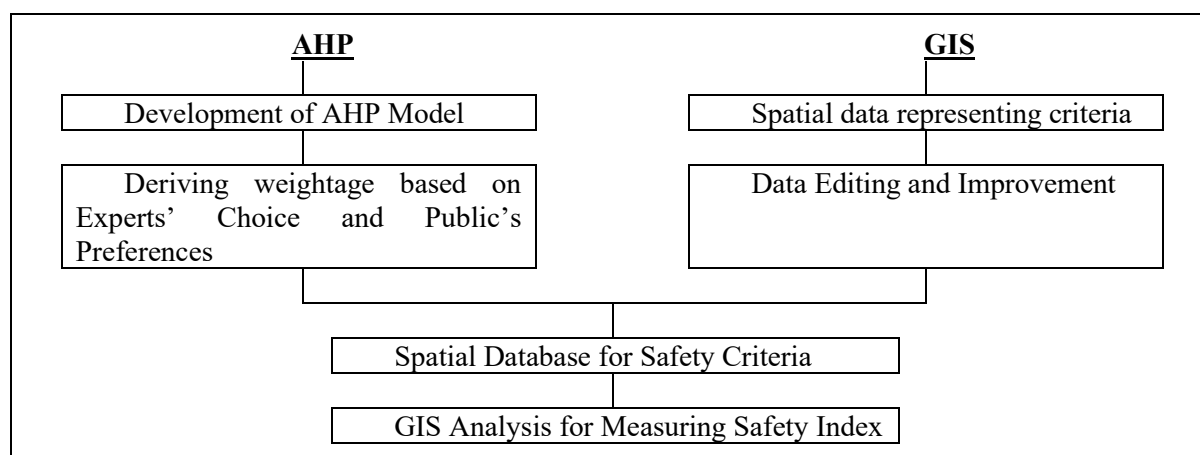 AHP
GIS
Development of AHP Model
Spatial data representing criteria
Deriving weightage based on
Experts’ Choice and Public’s
Preferences
Data Editing and Improvement
Spatial Database for Safety Criteria
GIS Analysis for Measuring Safety Index